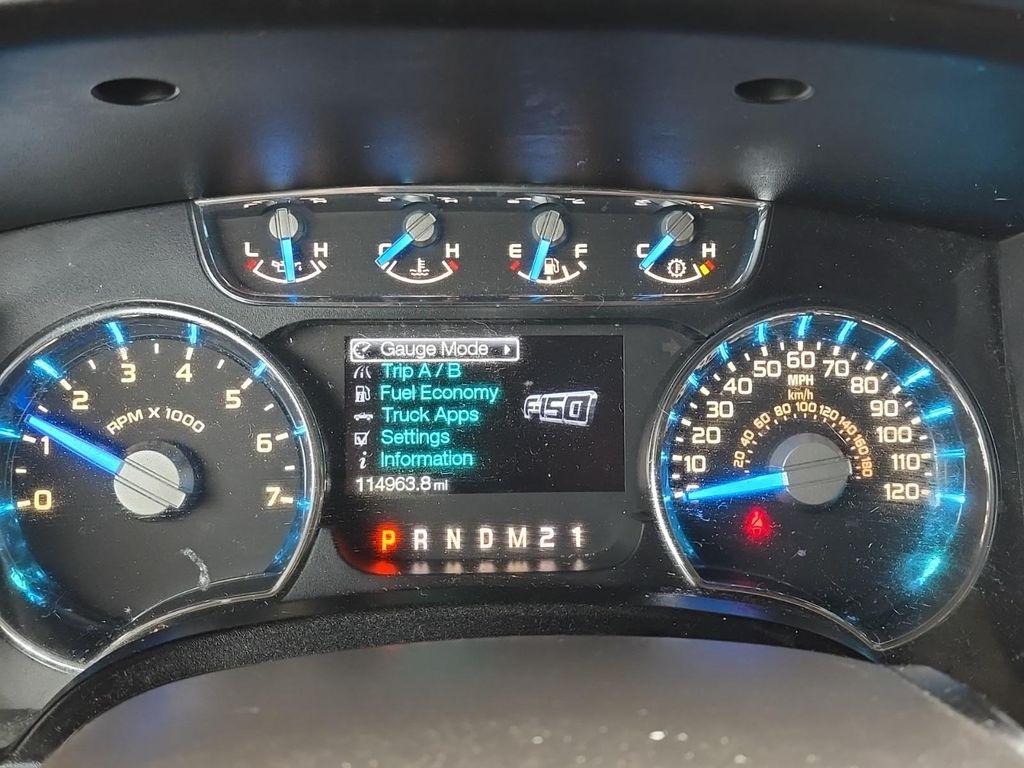 L H
C H
E F
C H
Gauge Mode
Trip A / B
Fuel Economy
Truck Apps
Settings
Information
114963.8 mi
F150
P R N D M 2 1
0 1 2 3 4 5 6 7
RPM X 1000
0 10 20 30 40 50 60 70 80 90 100 110 120
MPH
km/h
20 40 60 80 100 120 140 160 180